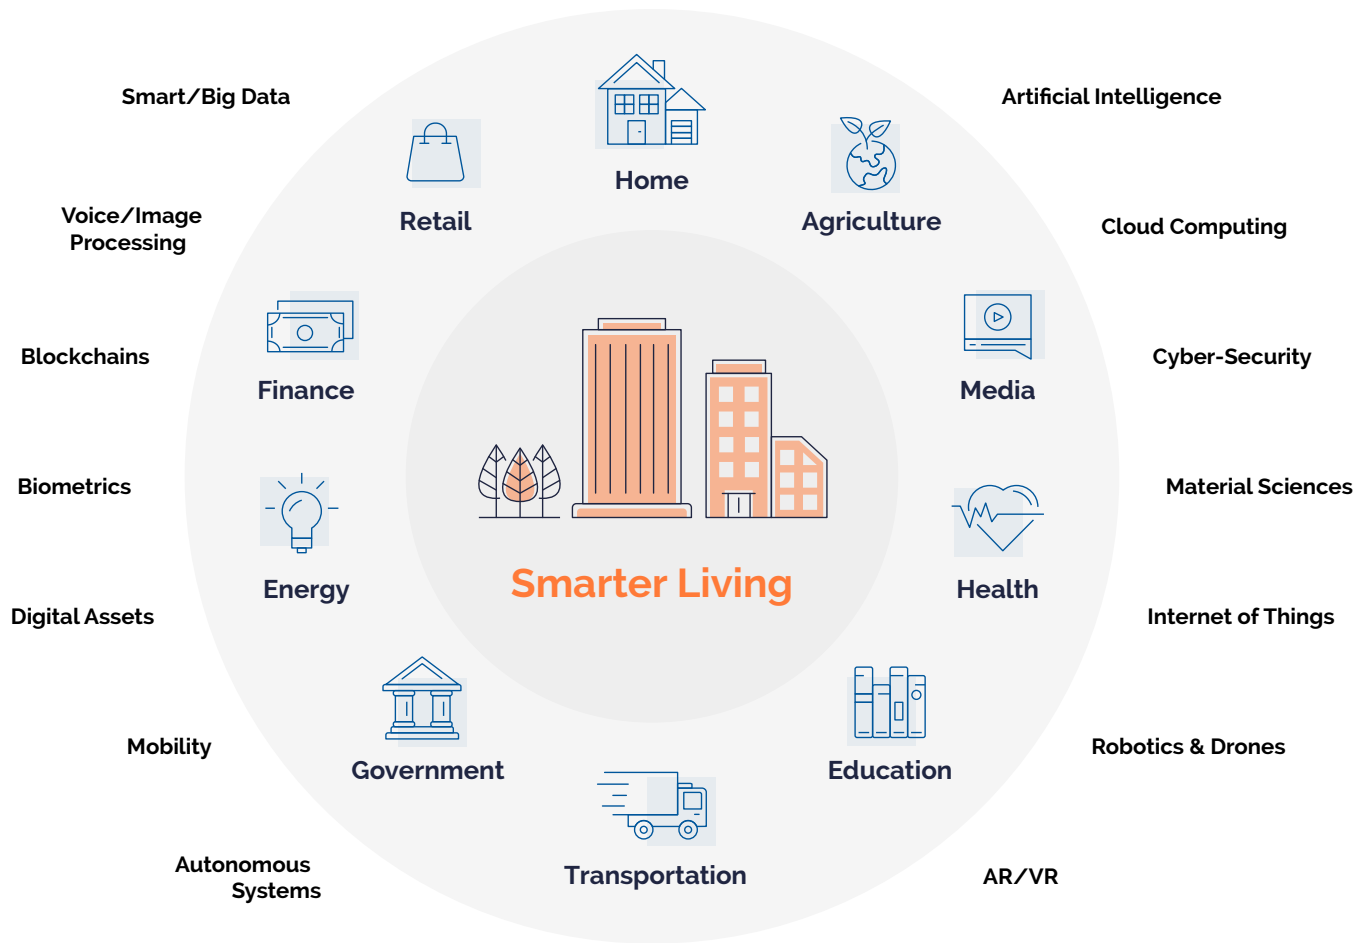 Smart/Big Data
Artificial Intelligence
Home
Retail
Agriculture
Voice/Image
Processing
Cloud Computing
Blockchains
Cyber-Security
Finance
Media
Biometrics
Material Sciences
Smarter Living
Energy
Health
Digital Assets
Internet of Things
Mobility
Robotics & Drones
Government
Education
Transportation
Autonomous
Systems
AR/VR